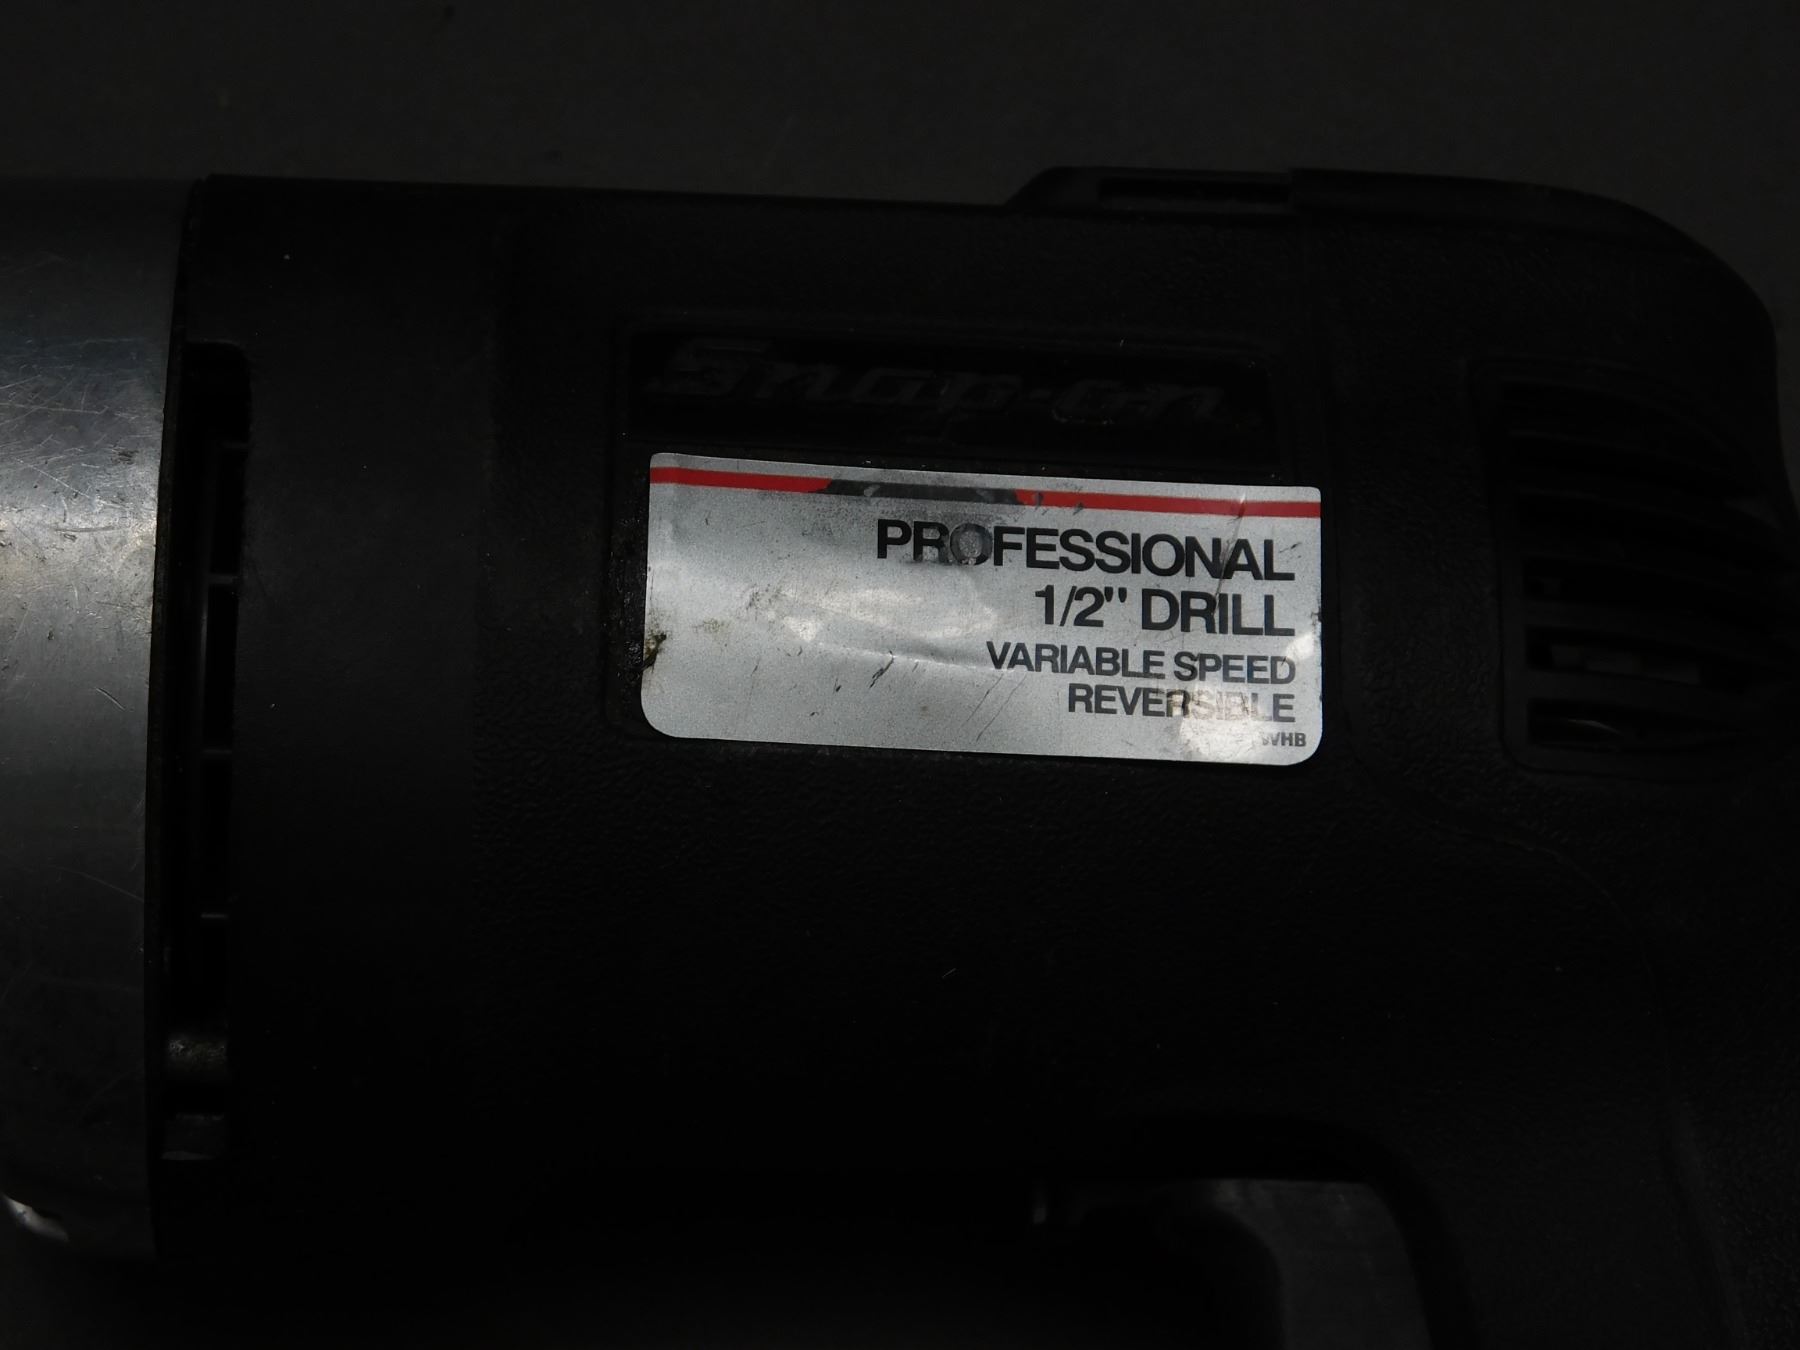 Snap-on
PROFESSIONAL
1/2" DRILL
VARIABLE SPEED
REVERSIBLE
WHB